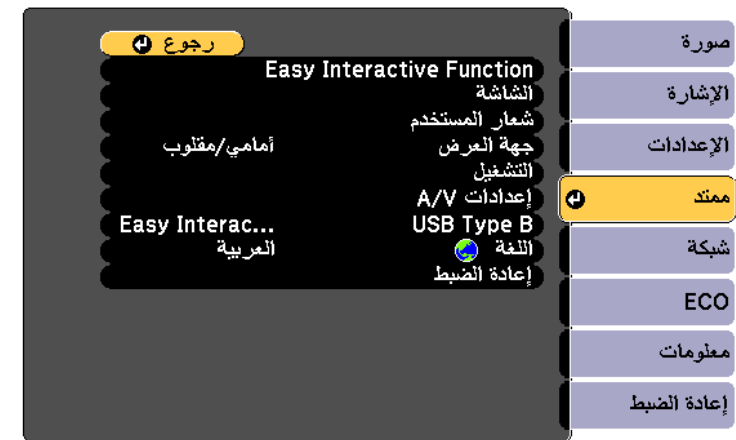 صورة
الإشارة
الإعدادات
ممتد
شبكة
ECO
معلومات
إعادة الضبط
رجوع
Easy Interactive Function
الشاشة
شعار المستخدم
جهة العرض أمامي/مقلوب
التشغيل
إعدادات A/V
USB Type B Easy Interac...
اللغة العربية
إعادة الضبط